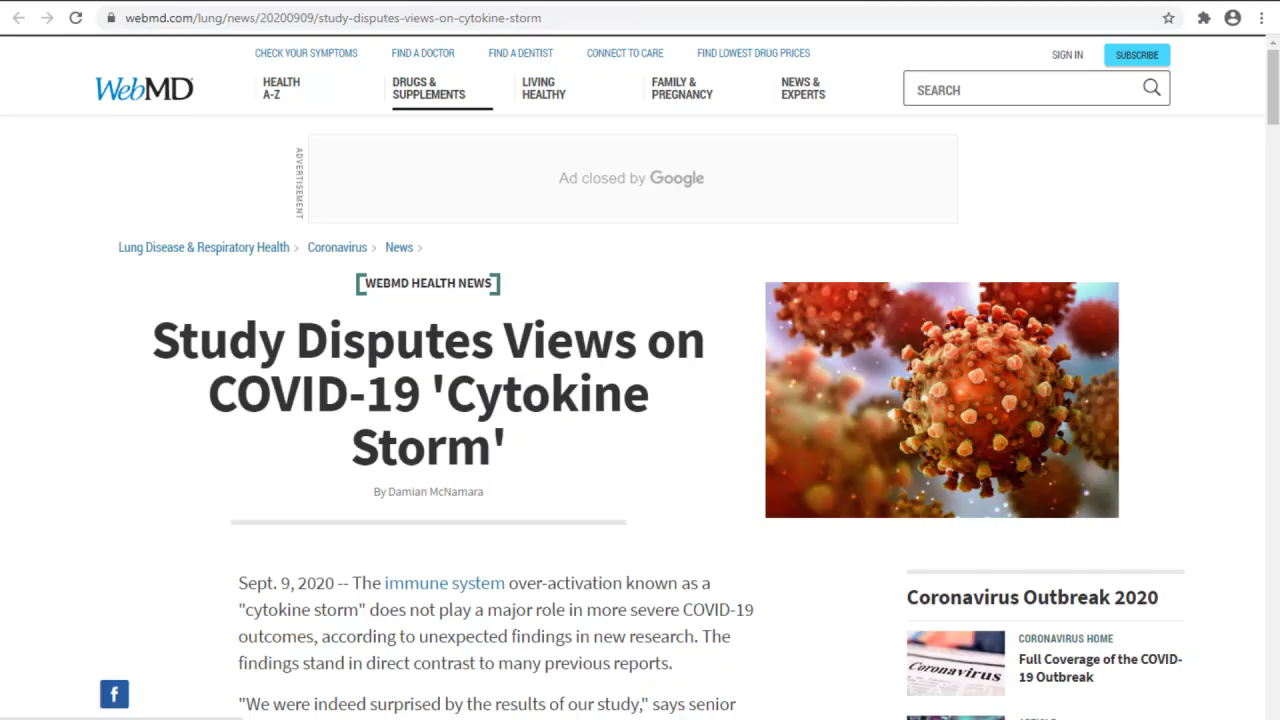 webmd.com/lung/news/20200909/study-disputes-views-on-cytokine-storm
CHECK YOUR SYMPTOMS
FIND A DOCTOR
FIND A DENTIST
CONNECT TO CARE
FIND LOWEST DRUG PRICES
SIGN IN
SUBSCRIBE
WebMD
HEALTH
A-Z
DRUGS &
SUPPLEMENTS
LIVING
HEALTHY
FAMILY &
PREGNANCY
NEWS &
EXPERTS
SEARCH
ADVERTISEMENT
Ad closed by Google
Lung Disease & Respiratory Health > Coronavirus > News >
[WEBMD HEALTH NEWS]
Study Disputes Views on
COVID-19 'Cytokine
Storm'
By Damian McNamara
Sept. 9, 2020 -- The immune system over-activation known as a
"cytokine storm" does not play a major role in more severe COVID-19
outcomes, according to unexpected findings in new research. The
findings stand in direct contrast to many previous reports.
"We were indeed surprised by the results of our study," says senior
f
Coronavirus Outbreak 2020
Coronavirus
CORONAVIRUS HOME
Full Coverage of the COVID-
19 Outbreak